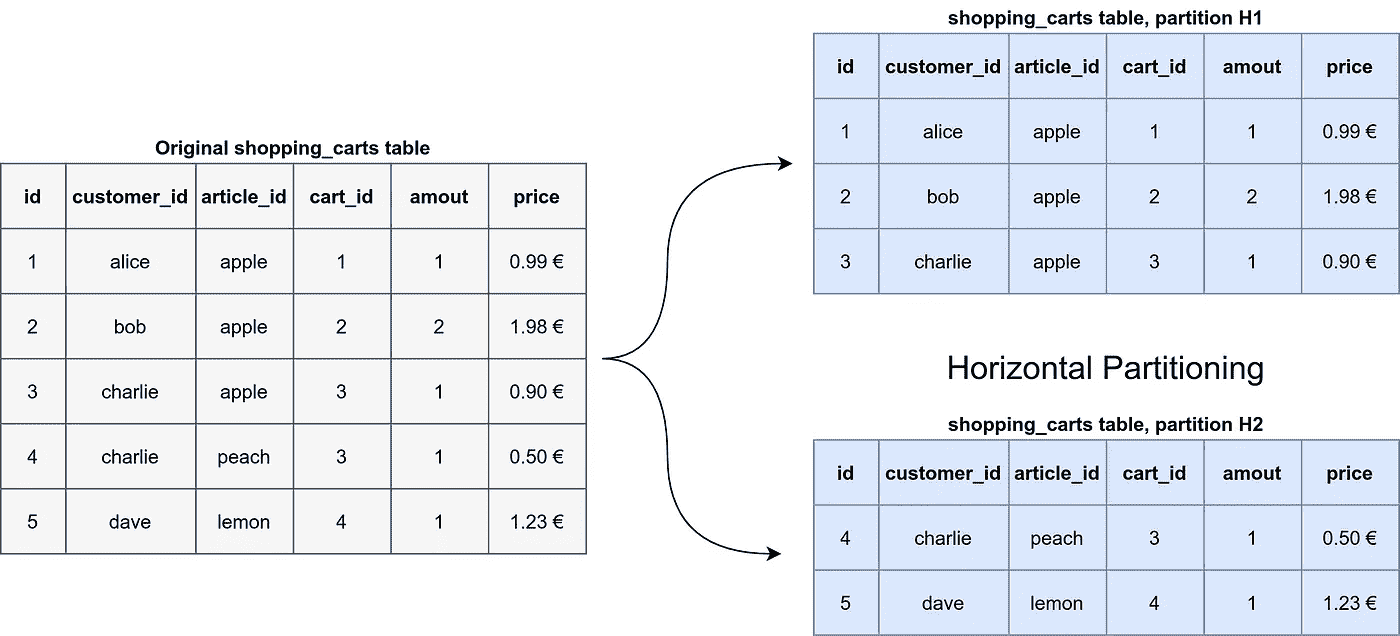 Original shopping_carts table
id customer_id article_id cart_id amout price
1 alice apple 1 1 0.99 €
2 bob apple 2 2 1.98 €
3 charlie apple 3 1 0.90 €
4 charlie peach 3 1 0.50 €
5 dave lemon 4 1 1.23 €
shopping_carts table, partition H1
id customer_id article_id cart_id amout price
1 alice apple 1 1 0.99 €
2 bob apple 2 2 1.98 €
3 charlie apple 3 1 0.90 €
Horizontal Partitioning
shopping_carts table, partition H2
id customer_id article_id cart_id amout price
4 charlie peach 3 1 0.50 €
5 dave lemon 4 1 1.23 €